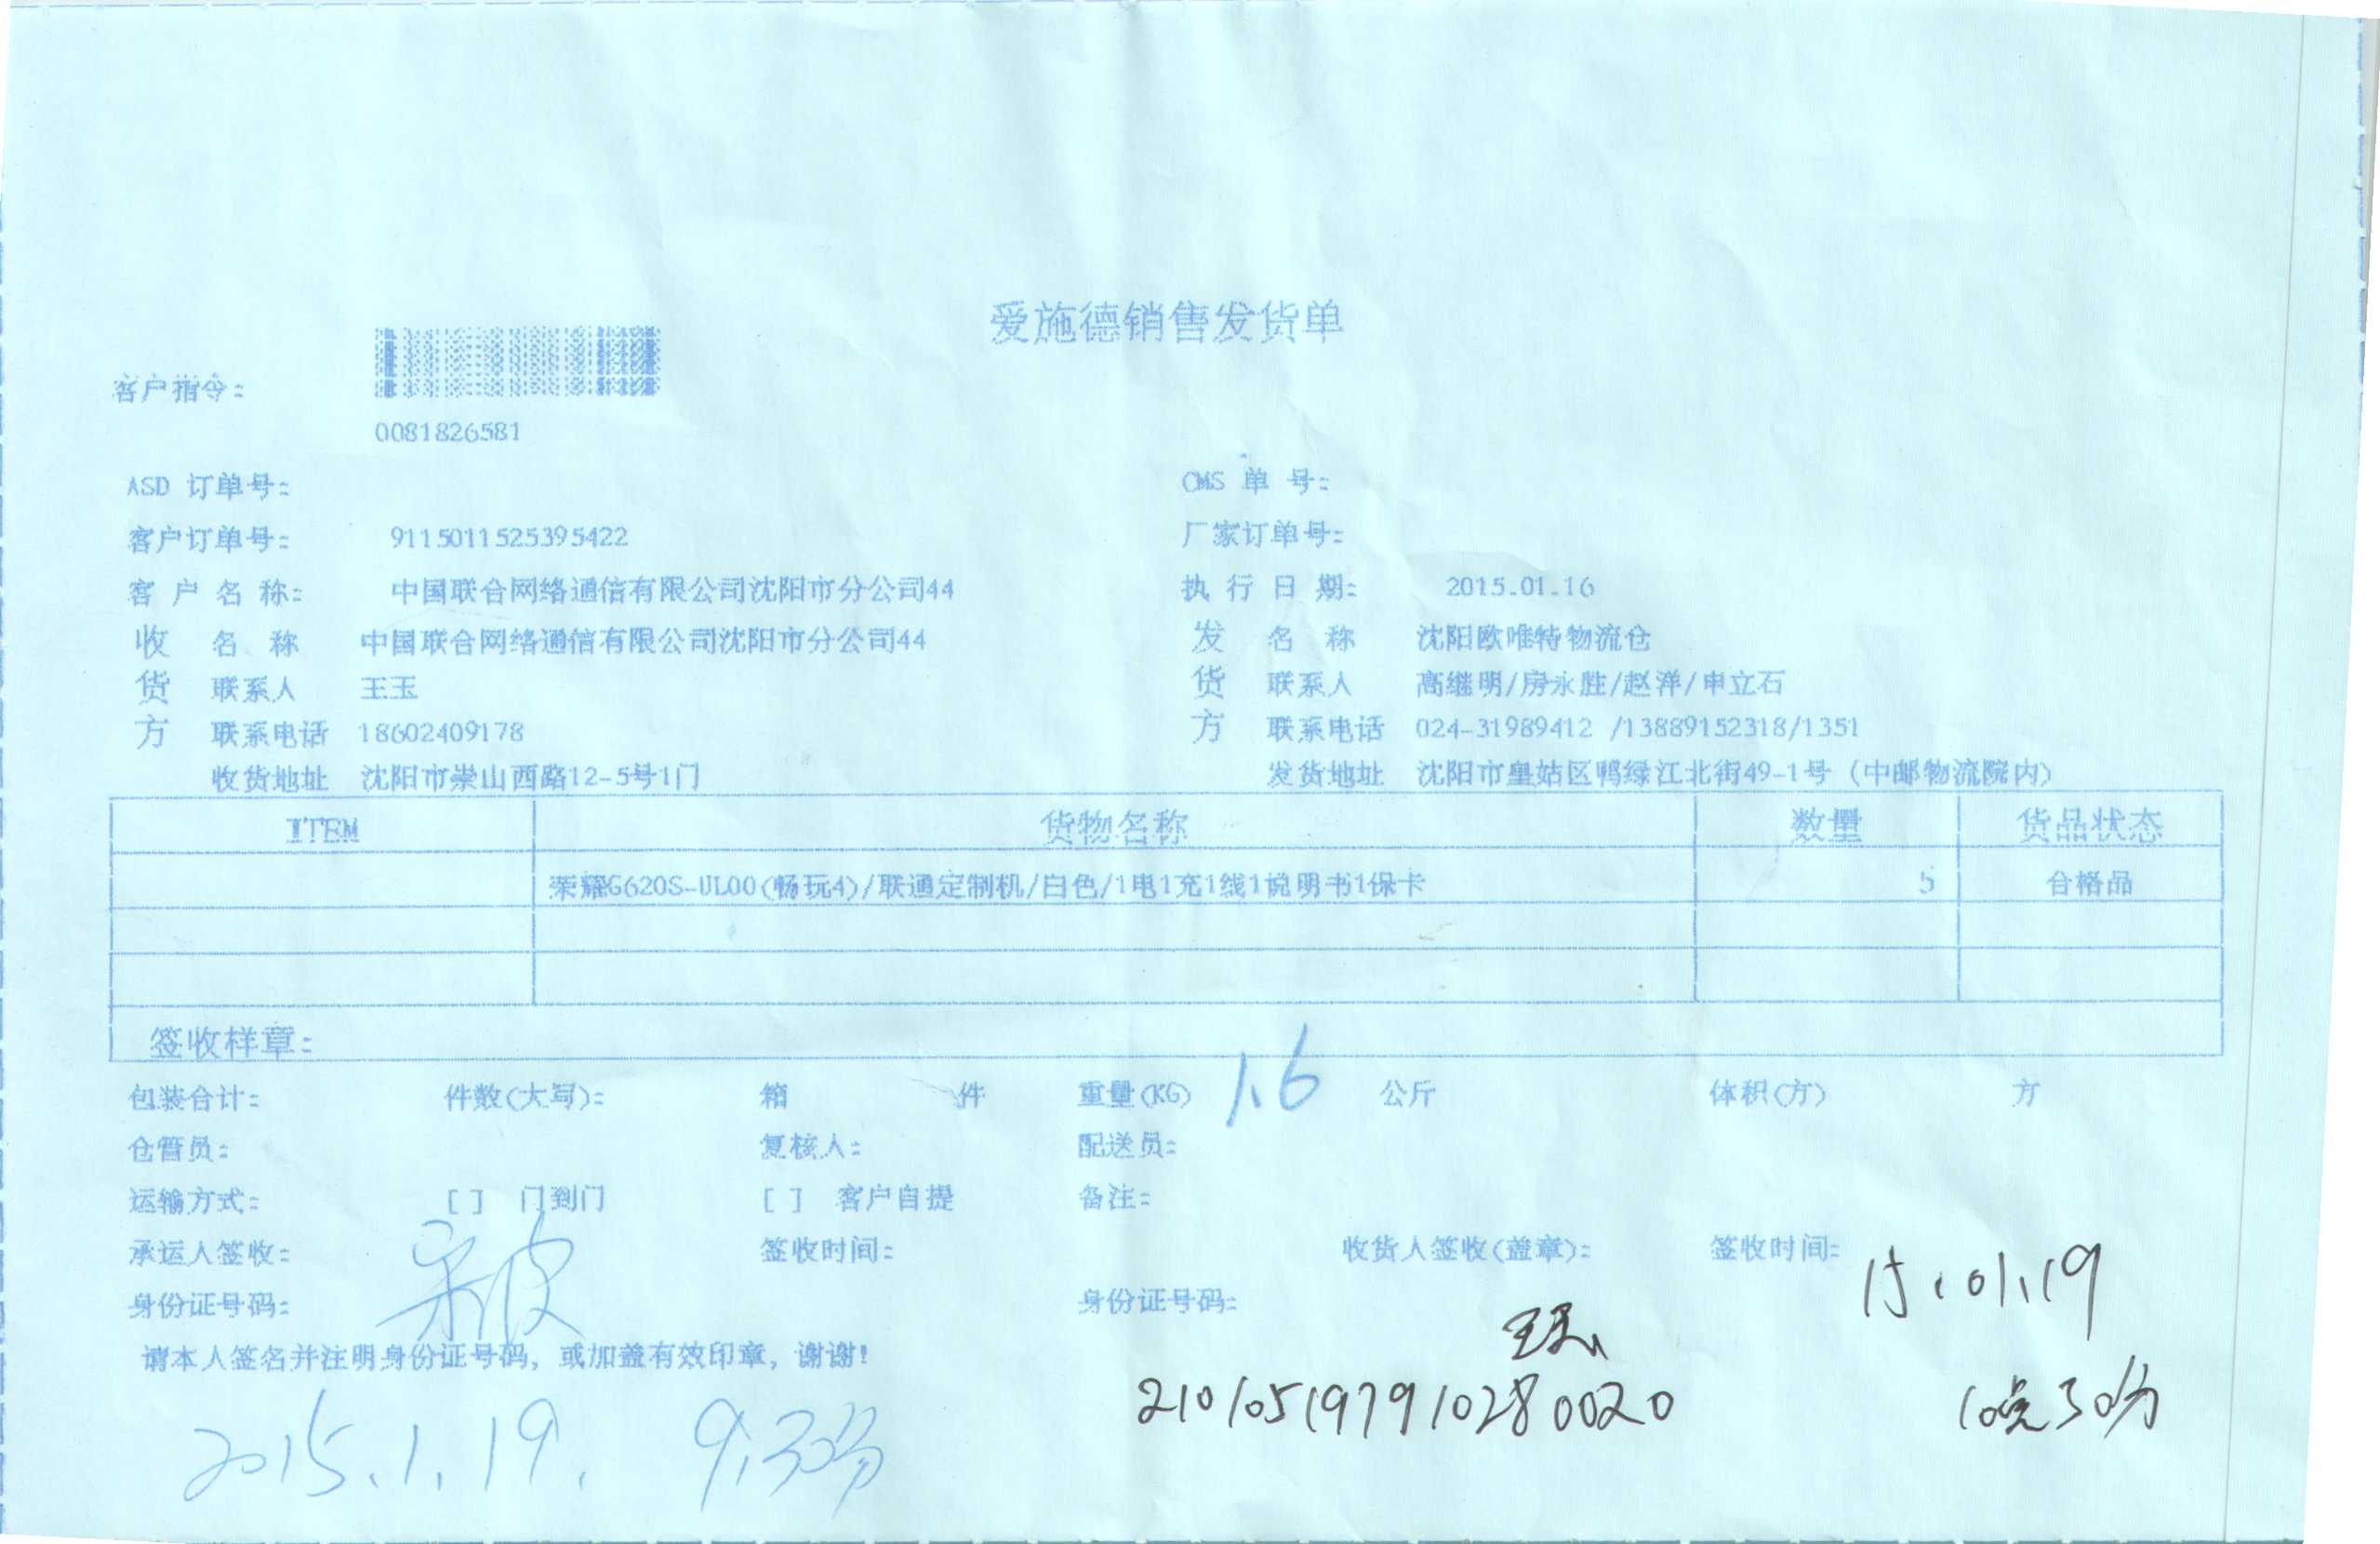 爱施德销售发货单
客户指令:
0081826581
ASD 订单号: CMS 单 号:
客户订单号: 9115011525395422 厂家订单号:
客 户 名 称: 中国联合网络通信有限公司沈阳市分公司44 执 行 日 期: 2015.01.16
收 名 称 中国联合网络通信有限公司沈阳市分公司44 发 名 称 沈阳欧唯特物流仓
货 联系人 王玉 货 联系人 高继明/房永胜/赵洋/申立石
方 联系电话 18602409178 方 联系电话 024-31989412 /13889152318/1351
收货地址 沈阳市崇山西路12-5号1门 发货地址 沈阳市皇姑区鸭绿江北街49-1号 (中邮物流院内)
ITEM 货物名称 数量 货品状态
荣耀G620S-UL00(畅玩4)/联通定制机/白色/1电1充1线1说明书1保卡 5 合格品
签收样章:
包装合计: 件数(大写): 箱 件 重量(KG) 1.6 公斤 体积(方) 方
仓管员: 复核人: 配送员:
运输方式: [ ] 门到门 [ ] 客户自提 备注:
承运人签收: 签收时间: 收货人签收(盖章): 签收时间: 15.01.19
身份证号码: 身份证号码: 王玉
请本人签名并注明身份证号码, 或加盖有效印章, 谢谢!
210105197910280020 10点30分
2015.1.19. 9.30分